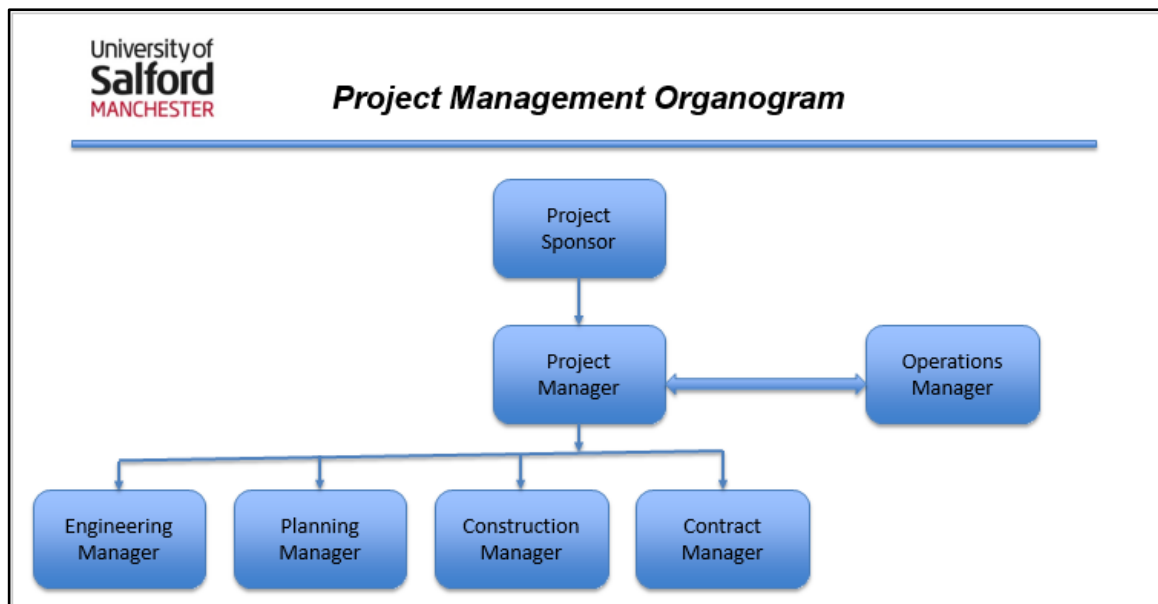 University of
Salford
MANCHESTER
Project Management Organogram
Project
Sponsor
Project
Manager
Operations
Manager
Engineering
Manager
Planning
Manager
Construction
Manager
Contract
Manager